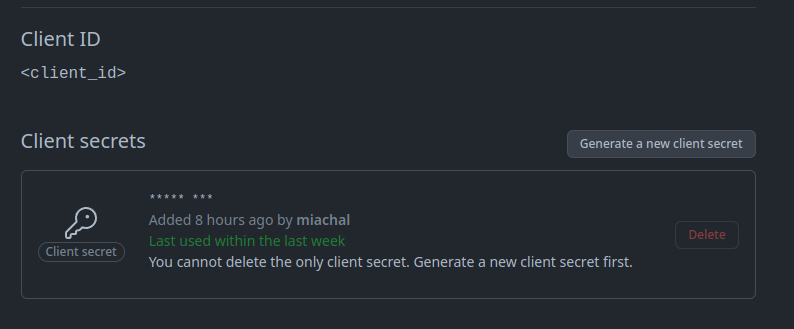 Client ID
<client_id>
Client secrets
Generate a new client secret
***** ***
Added 8 hours ago by miachal
Client secret
Last used within the last week
Delete
You cannot delete the only client secret. Generate a new client secret first.